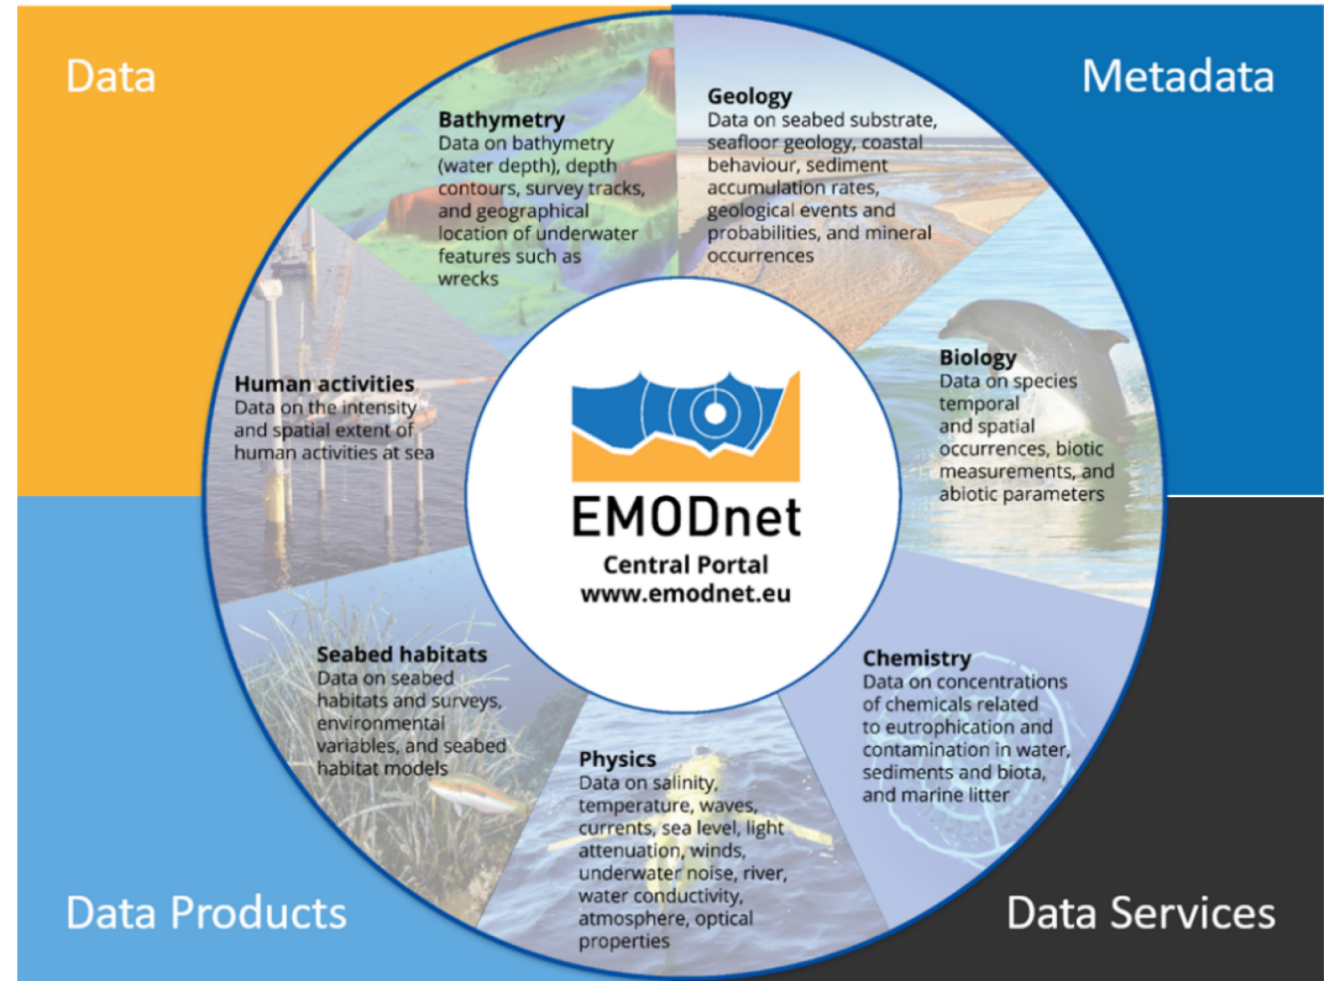 Data
Metadata
Bathymetry
Data on bathymetry
(water depth), depth
contours, survey tracks,
and geographical
location of underwater
features such as
wrecks
Geology
Data on seabed substrate,
seafloor geology, coastal
behaviour, sediment
accumulation rates,
geological events and
probabilities, and mineral
occurrences
Human activities
Data on the intensity
and spatial extent of
human activities at sea
Biology
Data on species
temporal
and spatial
occurrences, biotic
measurements, and
abiotic parameters
EMODnet
Central Portal
www.emodnet.eu
Seabed habitats
Data on seabed
habitats and surveys,
environmental
variables, and seabed
habitat models
Physics
Data on salinity,
temperature, waves,
currents, sea level, light
attenuation, winds,
underwater noise, river,
water conductivity,
atmosphere, optical
properties
Chemistry
Data on concentrations
of chemicals related
to eutrophication and
contamination in water,
sediments and biota,
and marine litter
Data Products
Data Services